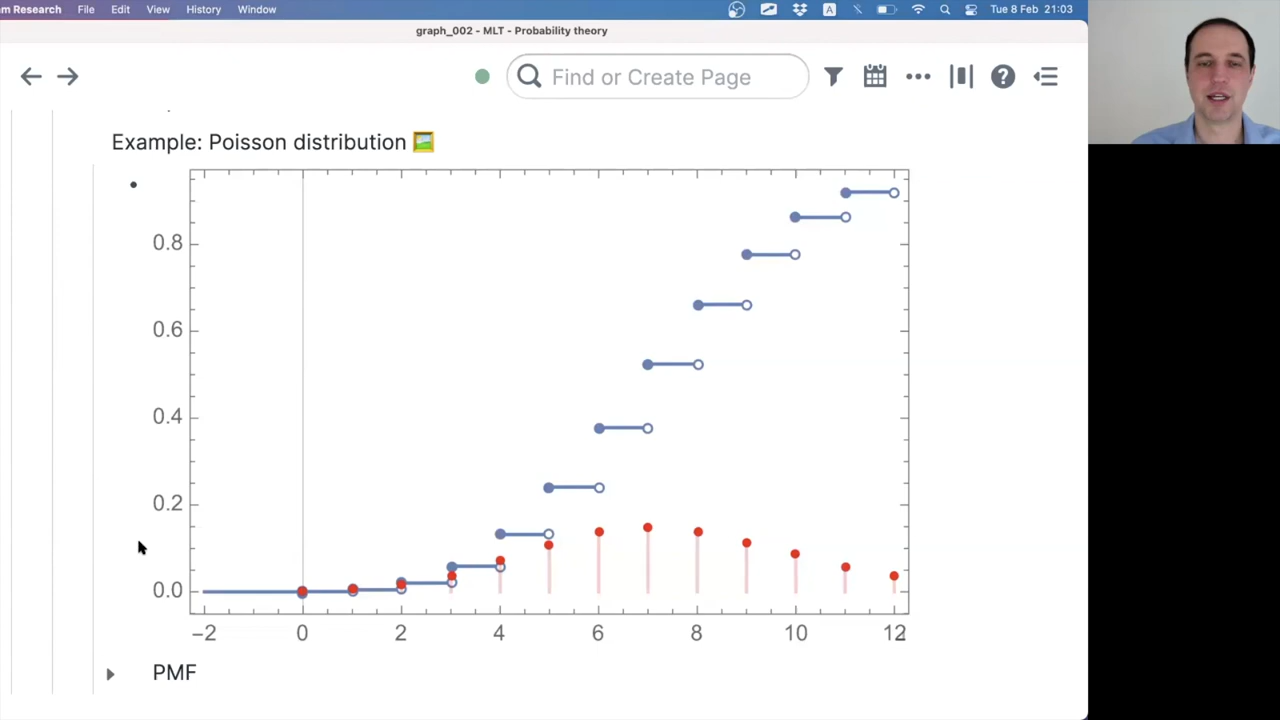 am Research File Edit View History Window A Tue 8 Feb 21:03
graph_002 - MLT - Probability theory
Find or Create Page
Example: Poisson distribution
0.8
0.6
0.4
0.2
0.0
−2 0 2 4 6 8 10 12
PMF